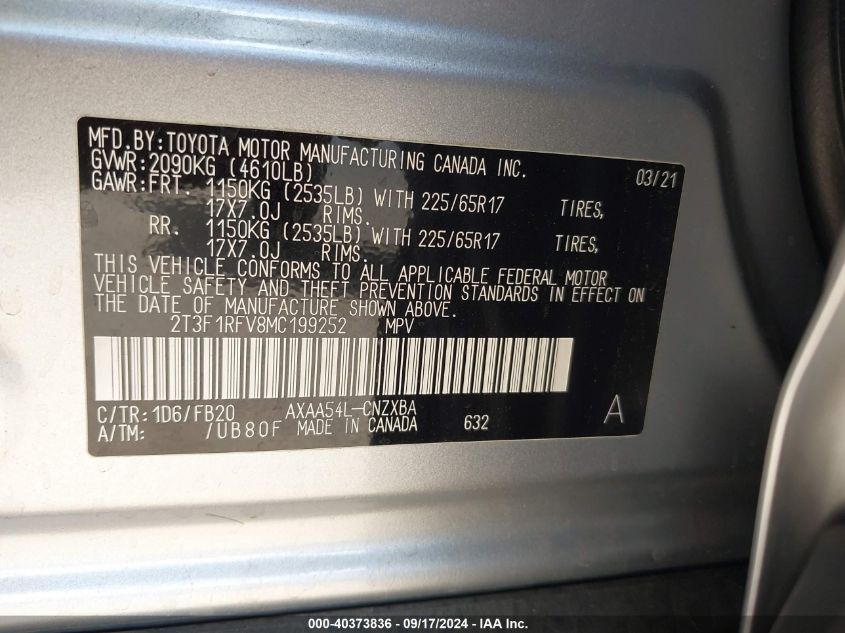 MFD.BY:TOYOTA MOTOR MANUFACTURING CANADA INC.
GVWR:2090KG (4610LB) 03/21
GAWR:FRT. 1150KG (2535LB) WITH 225/65R17 TIRES,
17X7.0J RIMS.
RR. 1150KG (2535LB) WITH 225/65R17 TIRES,
17X7.0J RIMS.
THIS VEHICLE CONFORMS TO ALL APPLICABLE FEDERAL MOTOR
VEHICLE SAFETY AND THEFT PREVENTION STANDARDS IN EFFECT ON
THE DATE OF MANUFACTURE SHOWN ABOVE.
2T3F1RFV8MC199252 MPV
C/TR:1D6/FB20 AXAA54L-CNZXBA A
A/TM: /UB80F MADE IN CANADA 632
000-40373836 - 09/17/2024 - IAA Inc.